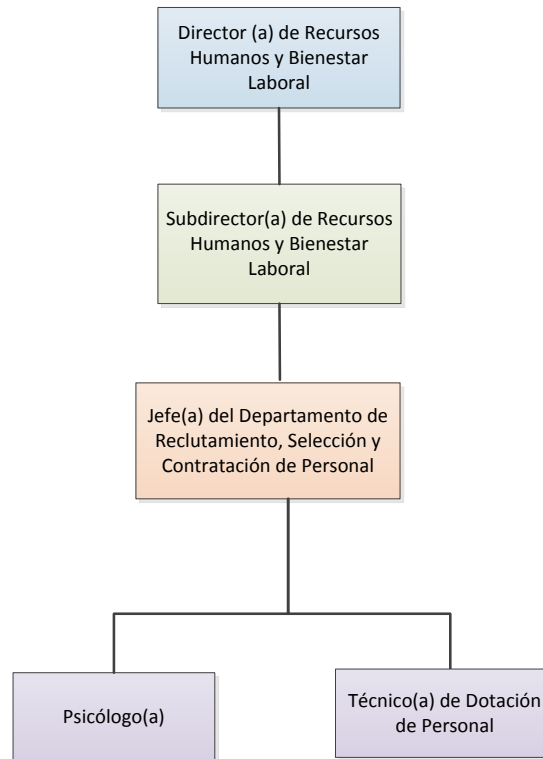 Director (a) de Recursos
Humanos y Bienestar
Laboral
Subdirector(a) de Recursos
Humanos y Bienestar
Laboral
Jefe(a) del Departamento de
Reclutamiento, Selección y
Contratación de Personal
Psicólogo(a)
Técnico(a) de Dotación
de Personal